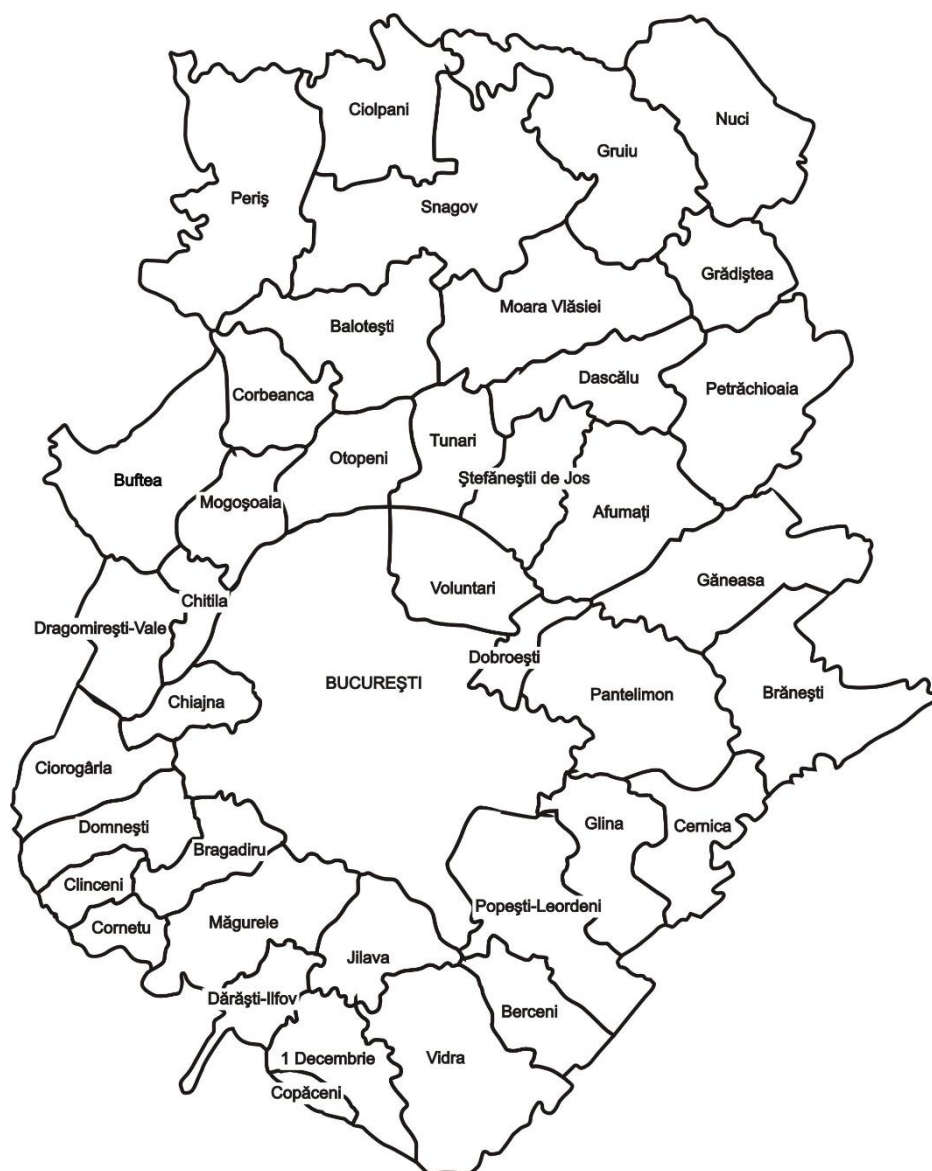 Ciolpani
Nuci
Gruiu
Periş
Snagov
Grădiştea
Moara Vlăsiei
Baloteşti
Dascălu
Petrăchioaia
Corbeanca
Tunari
Otopeni
Ştefăneştii de Jos
Buftea
Mogoşoaia
Afumaţi
Găneasa
Voluntari
Chitila
Dragomireşti-Vale
Dobroeşti
BUCUREŞTI
Pantelimon
Brăneşti
Chiajna
Ciorogârla
Domneşti
Glina
Cernica
Bragadiru
Clinceni
Popeşti-Leordeni
Cornetu
Măgurele
Jilava
Dărăşti-Ilfov
Berceni
1 Decembrie
Vidra
Copăceni